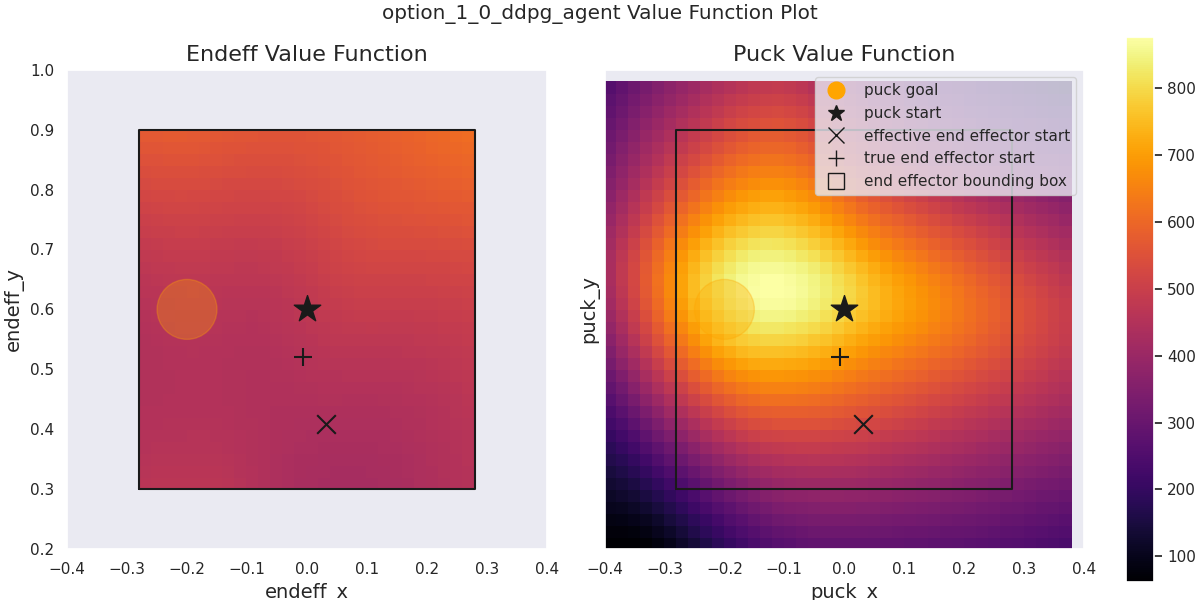 option_1_0_ddpg_agent Value Function Plot
Endeff Value Function
Puck Value Function
puck goal
puck start
effective end effector start
true end effector start
end effector bounding box
endeff_y
1.0
0.9
0.8
0.7
0.6
0.5
0.4
0.3
0.2
−0.4 −0.3 −0.2 −0.1 0.0 0.1 0.2 0.3 0.4
endeff_x
puck_y
−0.4 −0.3 −0.2 −0.1 0.0 0.1 0.2 0.3 0.4
puck_x
800
700
600
500
400
300
200
100